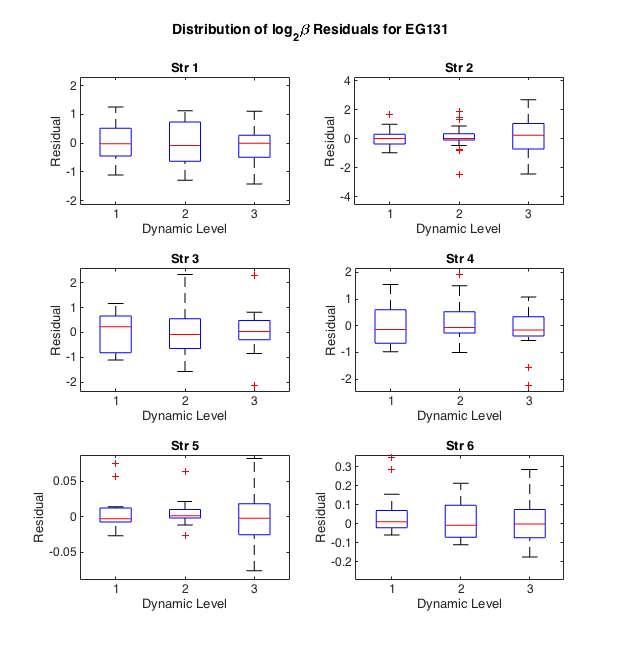 Distribution of log₂β Residuals for EG131
Str 1
Residual
2
1
0
-1
-2
1 2 3
Dynamic Level
Str 2
Residual
4
2
0
-2
-4
1 2 3
Dynamic Level
Str 3
Residual
2
1
0
-1
-2
1 2 3
Dynamic Level
Str 4
Residual
2
1
0
-1
-2
1 2 3
Dynamic Level
Str 5
Residual
0.05
0
-0.05
1 2 3
Dynamic Level
Str 6
Residual
0.3
0.2
0.1
0
-0.1
-0.2
1 2 3
Dynamic Level